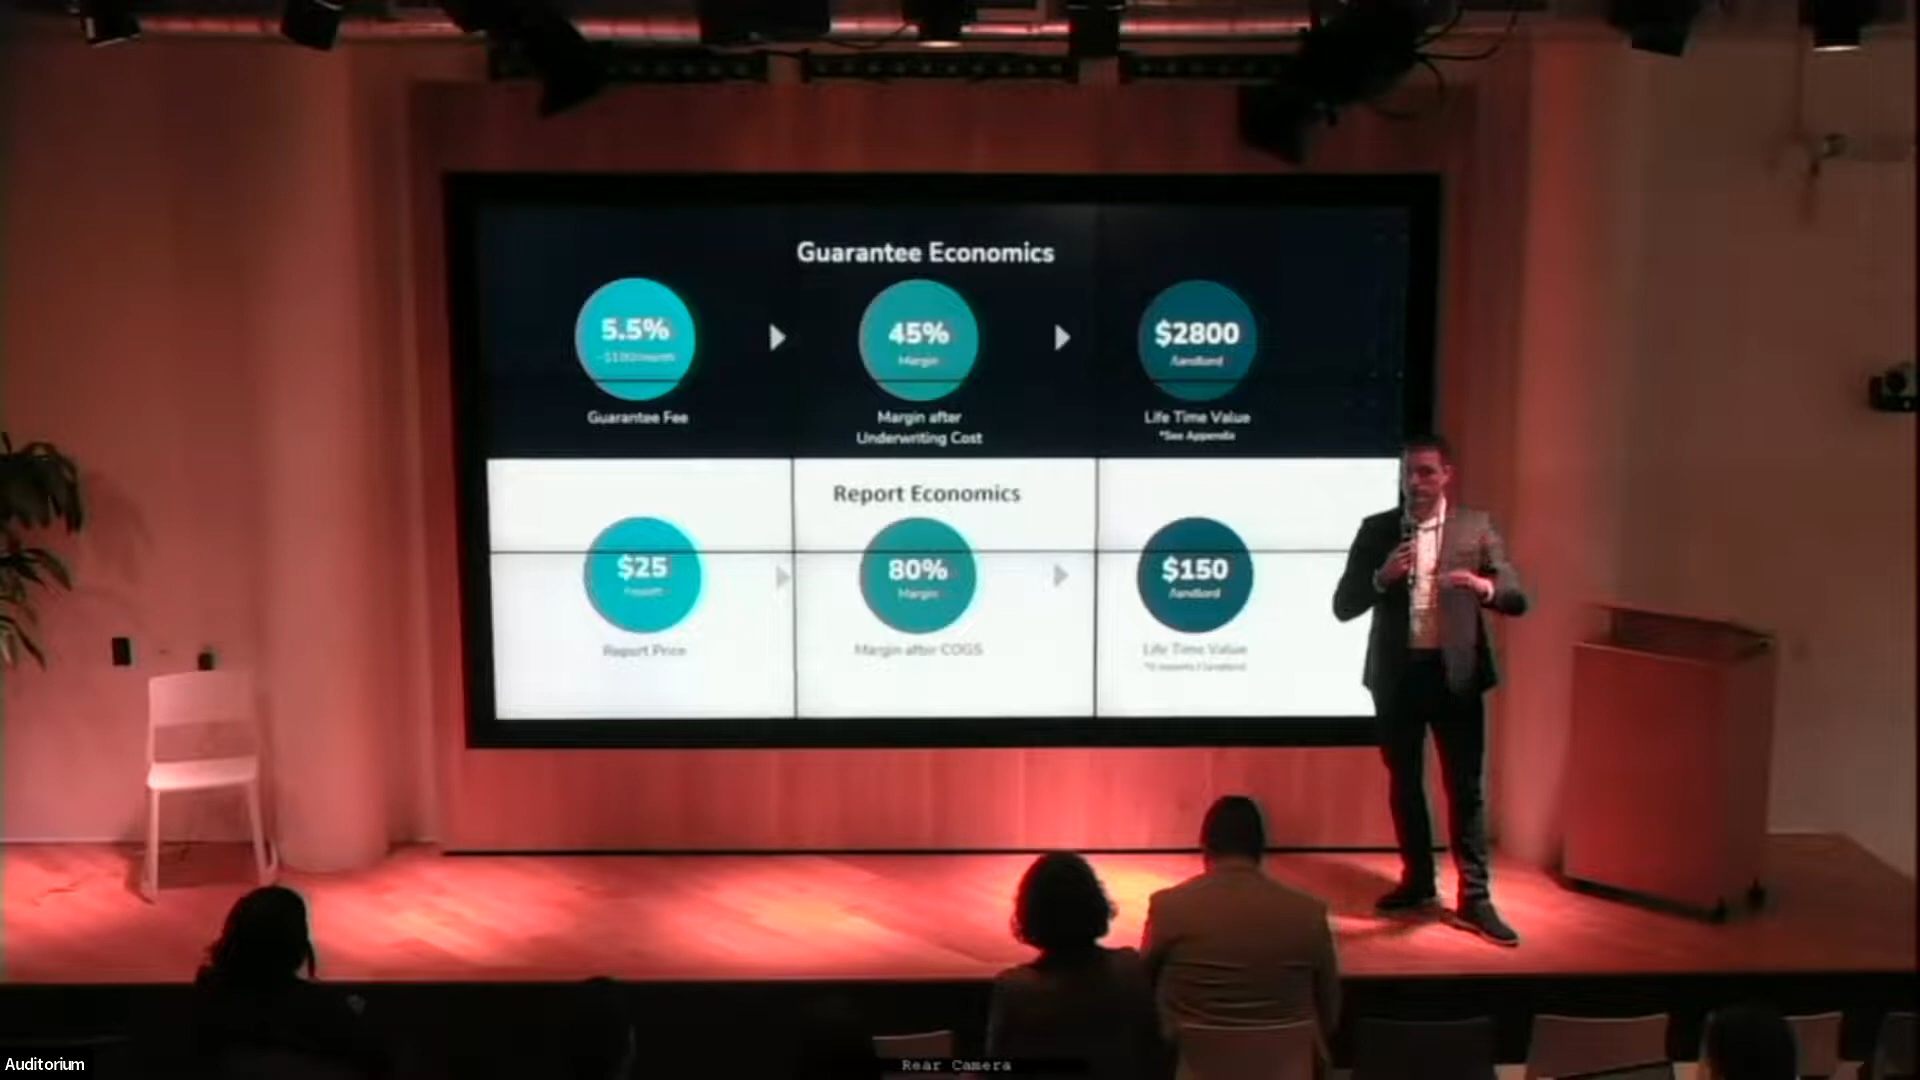 Guarantee Economics
5.5%
45%
$2800
Margin
/landlord
Guarantee Fee
Margin after
Underwriting Cost
Life Time Value
*See Appendix
Report Economics
$25
80%
$150
Margin
/landlord
Report Price
Margin after COGS
Life Time Value
Auditorium
Rear Camera